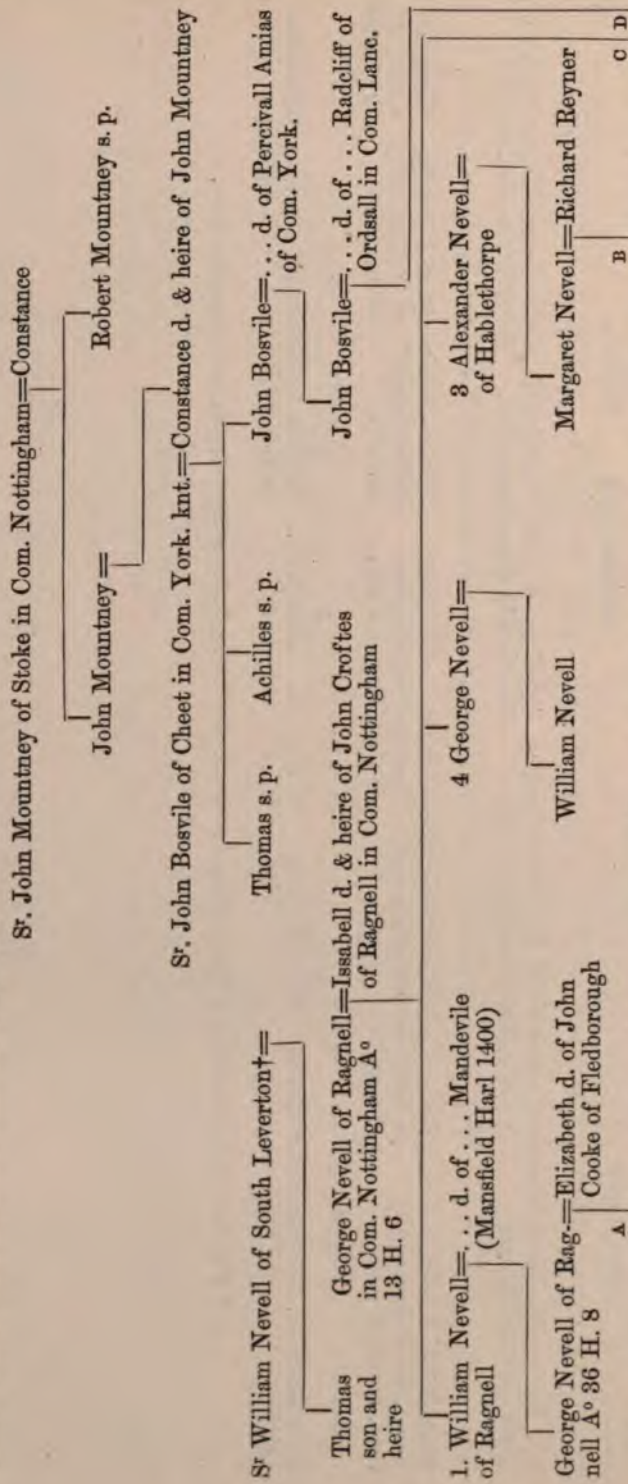 Sr. John Mountney of Stoke in Com. Nottingham=Constance
John Mountney= Robert Mountney s. p.
Sr. John Bosvile of Cheet in Com. York. knt.=Constance d. & heire of John Mountney
Thomas s. p. Achilles s. p. John Bosvile=... d. of Percivall Amias
of Com. York.
Sr William Nevell of South Leverton†=
Thomas
son and
heire
George Nevell of Ragnell=Issabell d. & heire of John Croftes
in Com. Nottingham Ao of Ragnell in Com. Nottingham
13 H. 6
John Bosvile=... d. of .... Radcliff of
Ordsall in Com. Lanc.
1. William Nevell=... d. of ... Mandevile
of Ragnell (Mansfield Harl 1400)
4 George Nevell=
3 Alexander Nevell=
of Hablethorpe
George Nevell of Rag-=Elizabeth d. of John
nell Ao 36 H. 8 Cooke of Fledborough
William Nevell
Margaret Nevell=Richard Reyner
A B C D